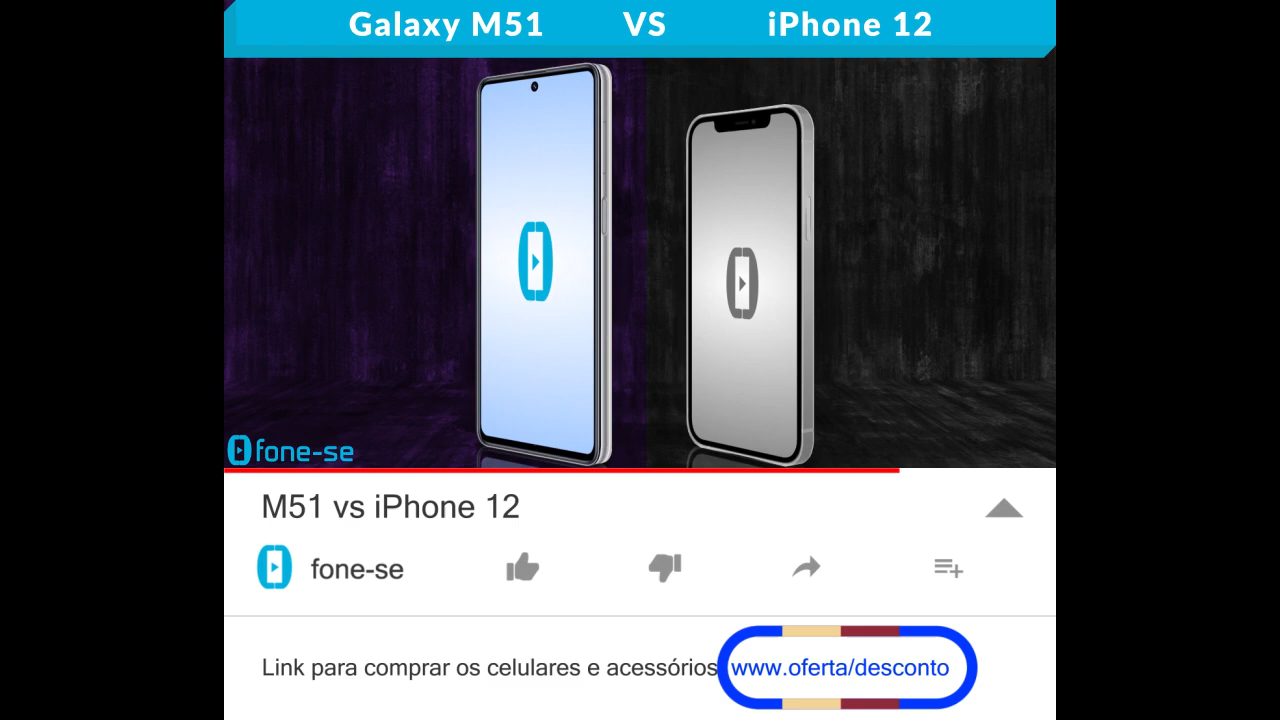 Galaxy M51 VS iPhone 12
fone-se
M51 vs iPhone 12
fone-se
Link para comprar os celulares e acessórios www.oferta/desconto